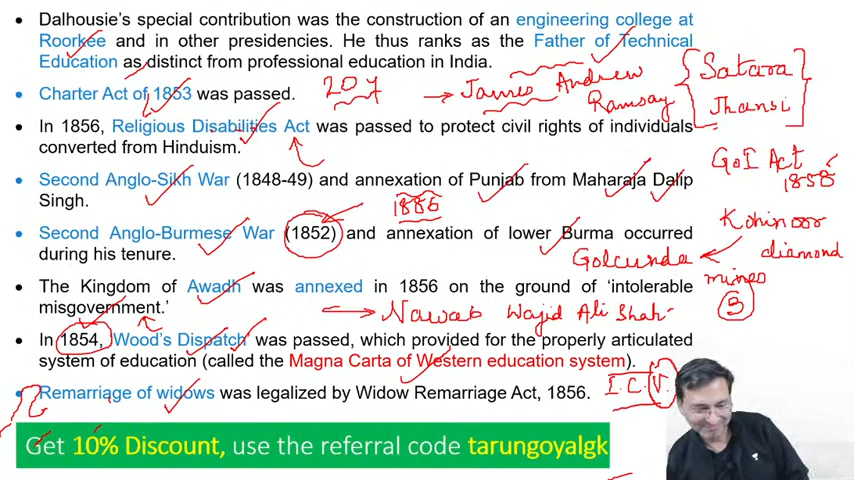 • Dalhousie's special contribution was the construction of an engineering college at
Roorkee and in other presidencies. He thus ranks as the Father of Technical
Education as distinct from professional education in India.
• Charter Act of 1853 was passed.
20y
→ James Andrew
Ramsay
Satara
Jhansi
• In 1856, Religious Disabilities Act was passed to protect civil rights of individuals
converted from Hinduism.
GoI Act
1858
• Second Anglo-Sikh War (1848-49) and annexation of Punjab from Maharaja Dalip
Singh.
1886
• Second Anglo-Burmese War (1852) and annexation of lower Burma occurred
during his tenure.
Kohinoor
diamond
Golcunda
mines
3
• The Kingdom of Awadh was annexed in 1856 on the ground of 'intolerable
misgovernment.'
→ Nawab Wajid Ali Shah
• In 1854, Wood's Dispatch was passed, which provided for the properly articulated
system of education (called the Magna Carta of Western education system).
• Remarriage of widows was legalized by Widow Remarriage Act, 1856.
I.C.V.
Get 10% Discount, use the referral code tarungoyalgk